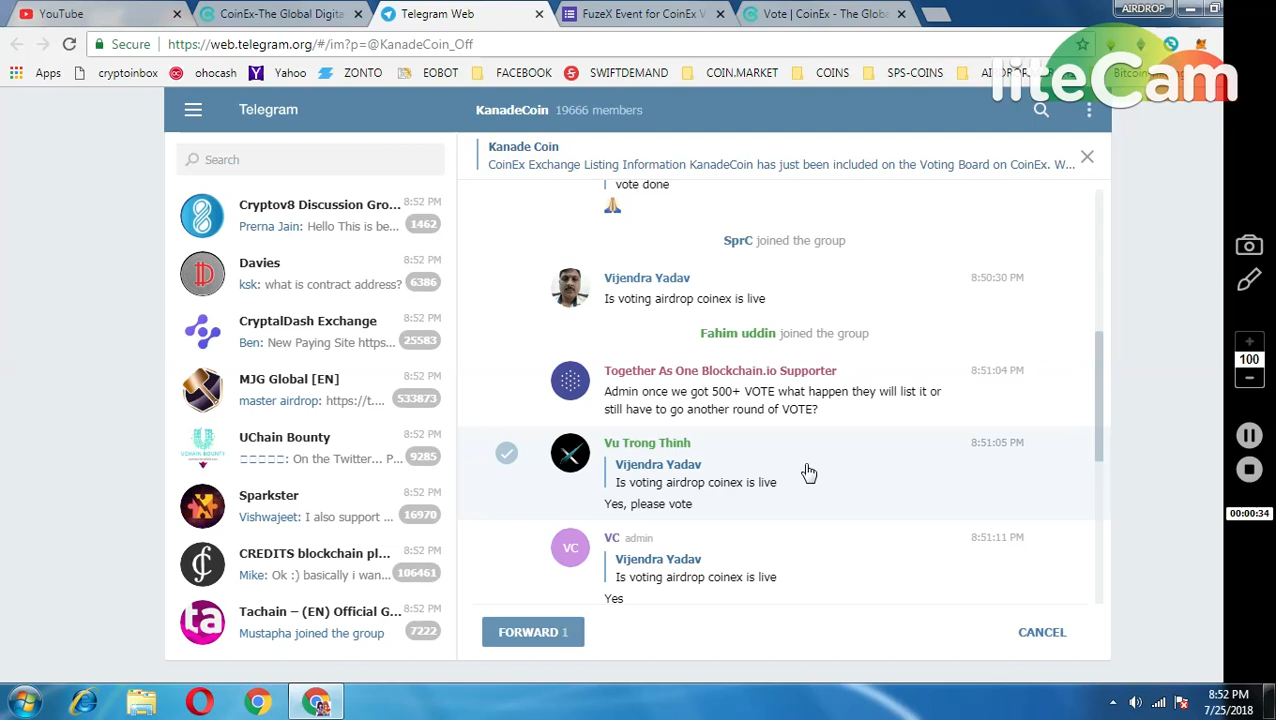 YouTube
CoinEx-The Global Digita
Telegram Web
FuzeX Event for CoinEx V
Vote | CoinEx - The Glob
AIRDROP
Secure
https://web.telegram.org/#/im?p=@KanadeCoin_Off
liteCam
Apps
cryptoinbox
ohocash
Yahoo
ZONTO
EOBOT
FACEBOOK
SWIFTDEMAND
COIN.MARKET
COINS
SPS-COINS
Telegram
KanadeCoin 19666 members
Search
Kanade Coin
CoinEx Exchange Listing Information KanadeCoin has just been included on the Voting Board on CoinEx. W...
Cryptov8 Discussion Gro... 8:52 PM
Prerna Jain: Hello This is be... 1462
Davies 8:52 PM
ksk: what is contract address? 6386
CryptalDash Exchange 8:52 PM
Ben: New Paying Site https... 25583
MJG Global [EN] 8:52 PM
master airdrop: https://t.... 533873
UChain Bounty 8:52 PM
UCHAIN
BOUNTY
: On the Twitter... P... 9285
Sparkster 8:52 PM
Vishwajeet: I also support ... 16970
CREDITS blockchain pl... 8:52 PM
Mike: Ok :) basically i wan... 106461
Tachain – (EN) Official G... 8:52 PM
ta
Mustapha joined the group 7222
vote done
SprC joined the group
Vijendra Yadav 8:50:30 PM
Is voting airdrop coinex is live
Fahim uddin joined the group
Together As One Blockchain.io Supporter 8:51:04 PM
Admin once we got 500+ VOTE what happen they will list it or
still have to go another round of VOTE?
Vu Trong Thinh 8:51:05 PM
Vijendra Yadav
Is voting airdrop coinex is live
Yes, please vote
VC
VC admin 8:51:11 PM
Vijendra Yadav
Is voting airdrop coinex is live
Yes
FORWARD 1
CANCEL
100
00:00:34
8:52 PM
7/25/2018